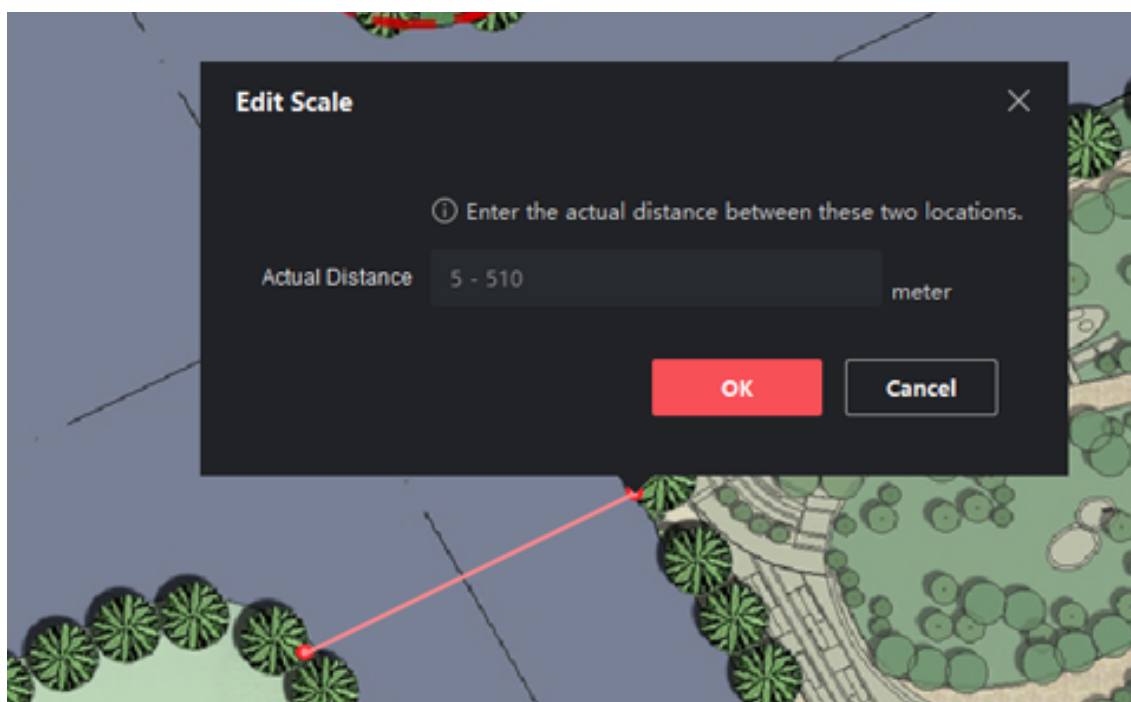 Edit Scale
Enter the actual distance between these two locations.
Actual Distance 5 - 510 meter
OK Cancel